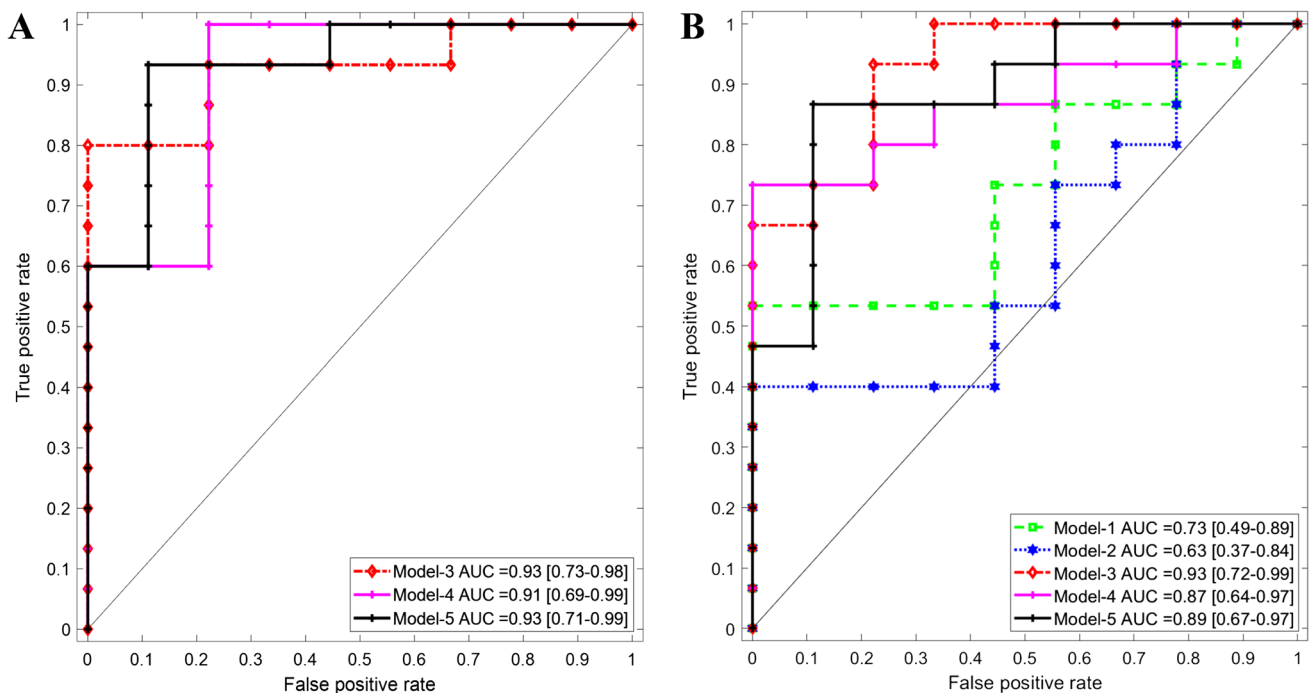 A
True positive rate
1
0.9
0.8
0.7
0.6
0.5
0.4
0.3
0.2
0.1
0
0 0.1 0.2 0.3 0.4 0.5 0.6 0.7 0.8 0.9 1
False positive rate
Model-3 AUC =0.93 [0.73-0.98]
Model-4 AUC =0.91 [0.69-0.99]
Model-5 AUC =0.93 [0.71-0.99]
B
True positive rate
1
0.9
0.8
0.7
0.6
0.5
0.4
0.3
0.2
0.1
0
0 0.1 0.2 0.3 0.4 0.5 0.6 0.7 0.8 0.9 1
False positive rate
Model-1 AUC =0.73 [0.49-0.89]
Model-2 AUC =0.63 [0.37-0.84]
Model-3 AUC =0.93 [0.72-0.99]
Model-4 AUC =0.87 [0.64-0.97]
Model-5 AUC =0.89 [0.67-0.97]